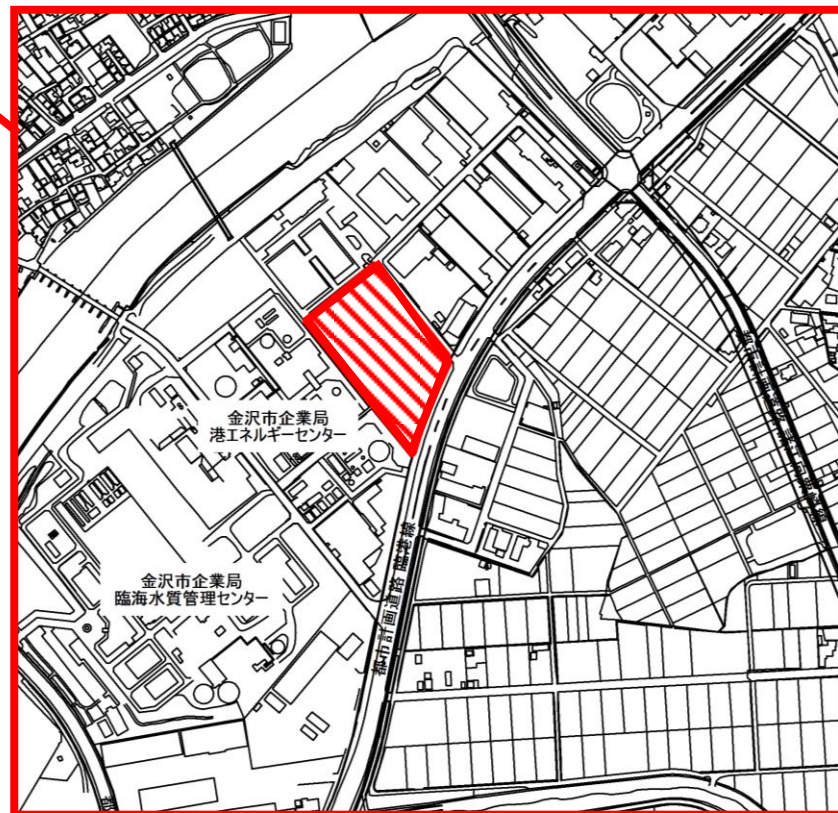 金沢市企業局
港エネルギーセンター
金沢市企業局
臨海水質管理センター
都市計画道路 臨港線
都